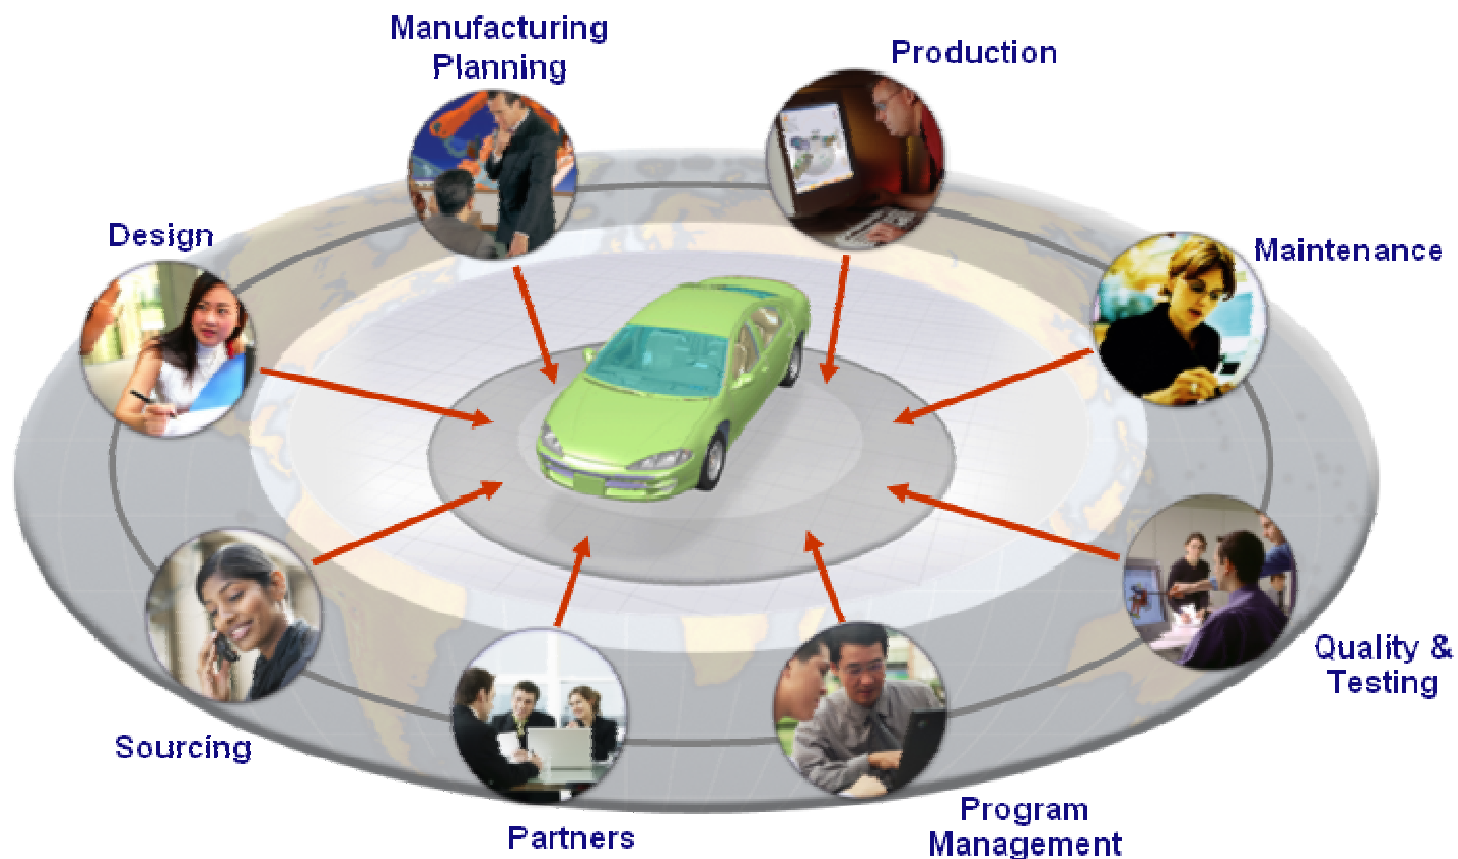 Manufacturing
Planning
Production
Design
Maintenance
Quality &
Testing
Sourcing
Program
Management
Partners